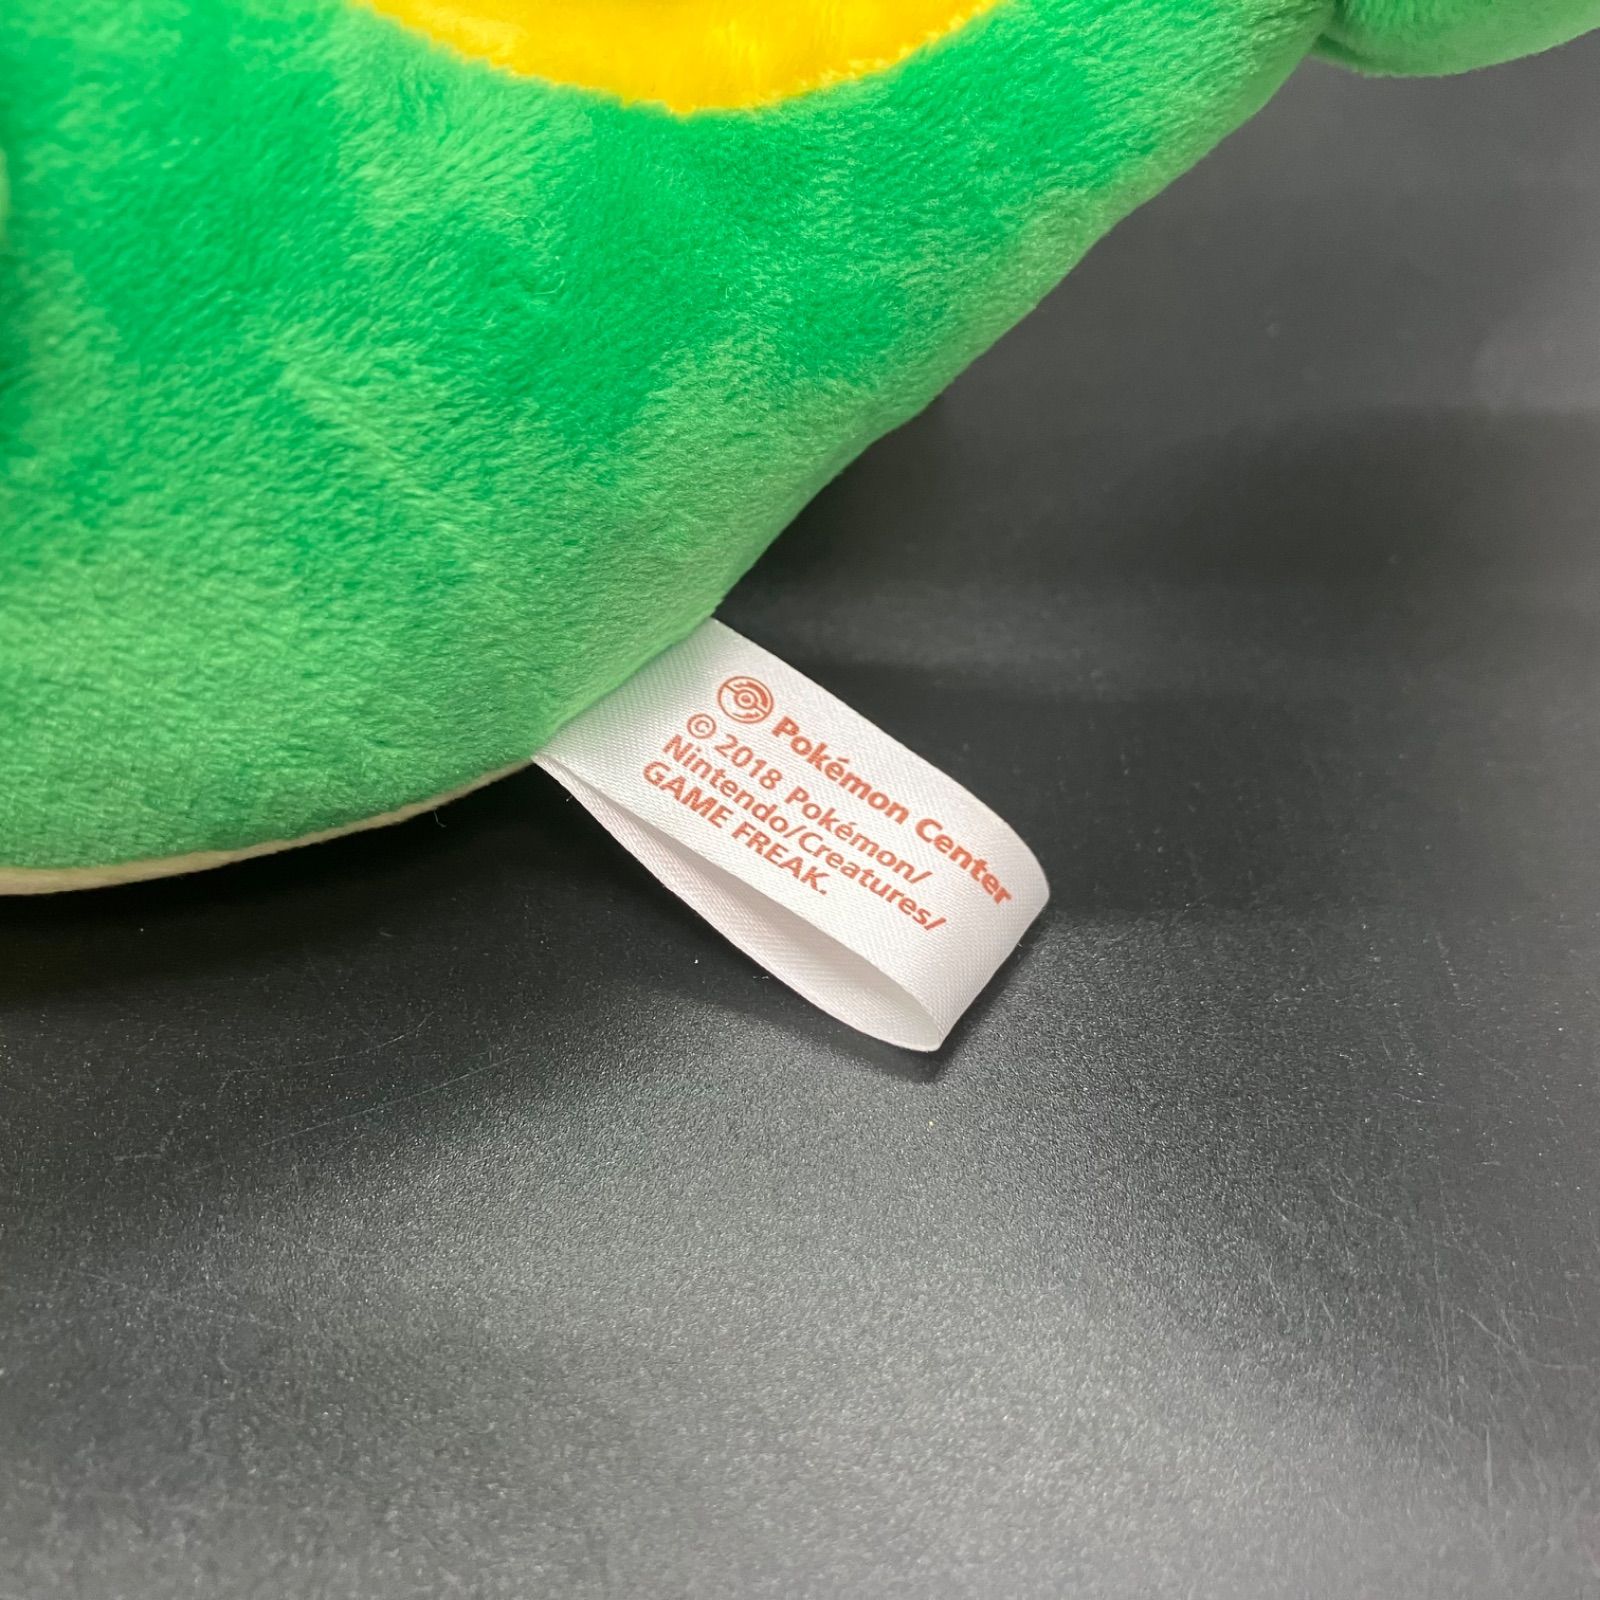 Pokémon Center
© 2018 Pokémon/
Nintendo/Creatures/
GAME FREAK.